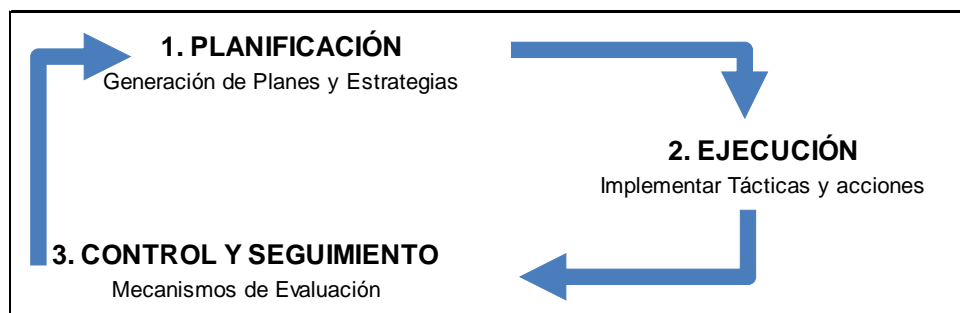 1. PLANIFICACIÓN
Generación de Planes y Estrategias
2. EJECUCIÓN
Implementar Tácticas y acciones
3. CONTROL Y SEGUIMIENTO
Mecanismos de Evaluación